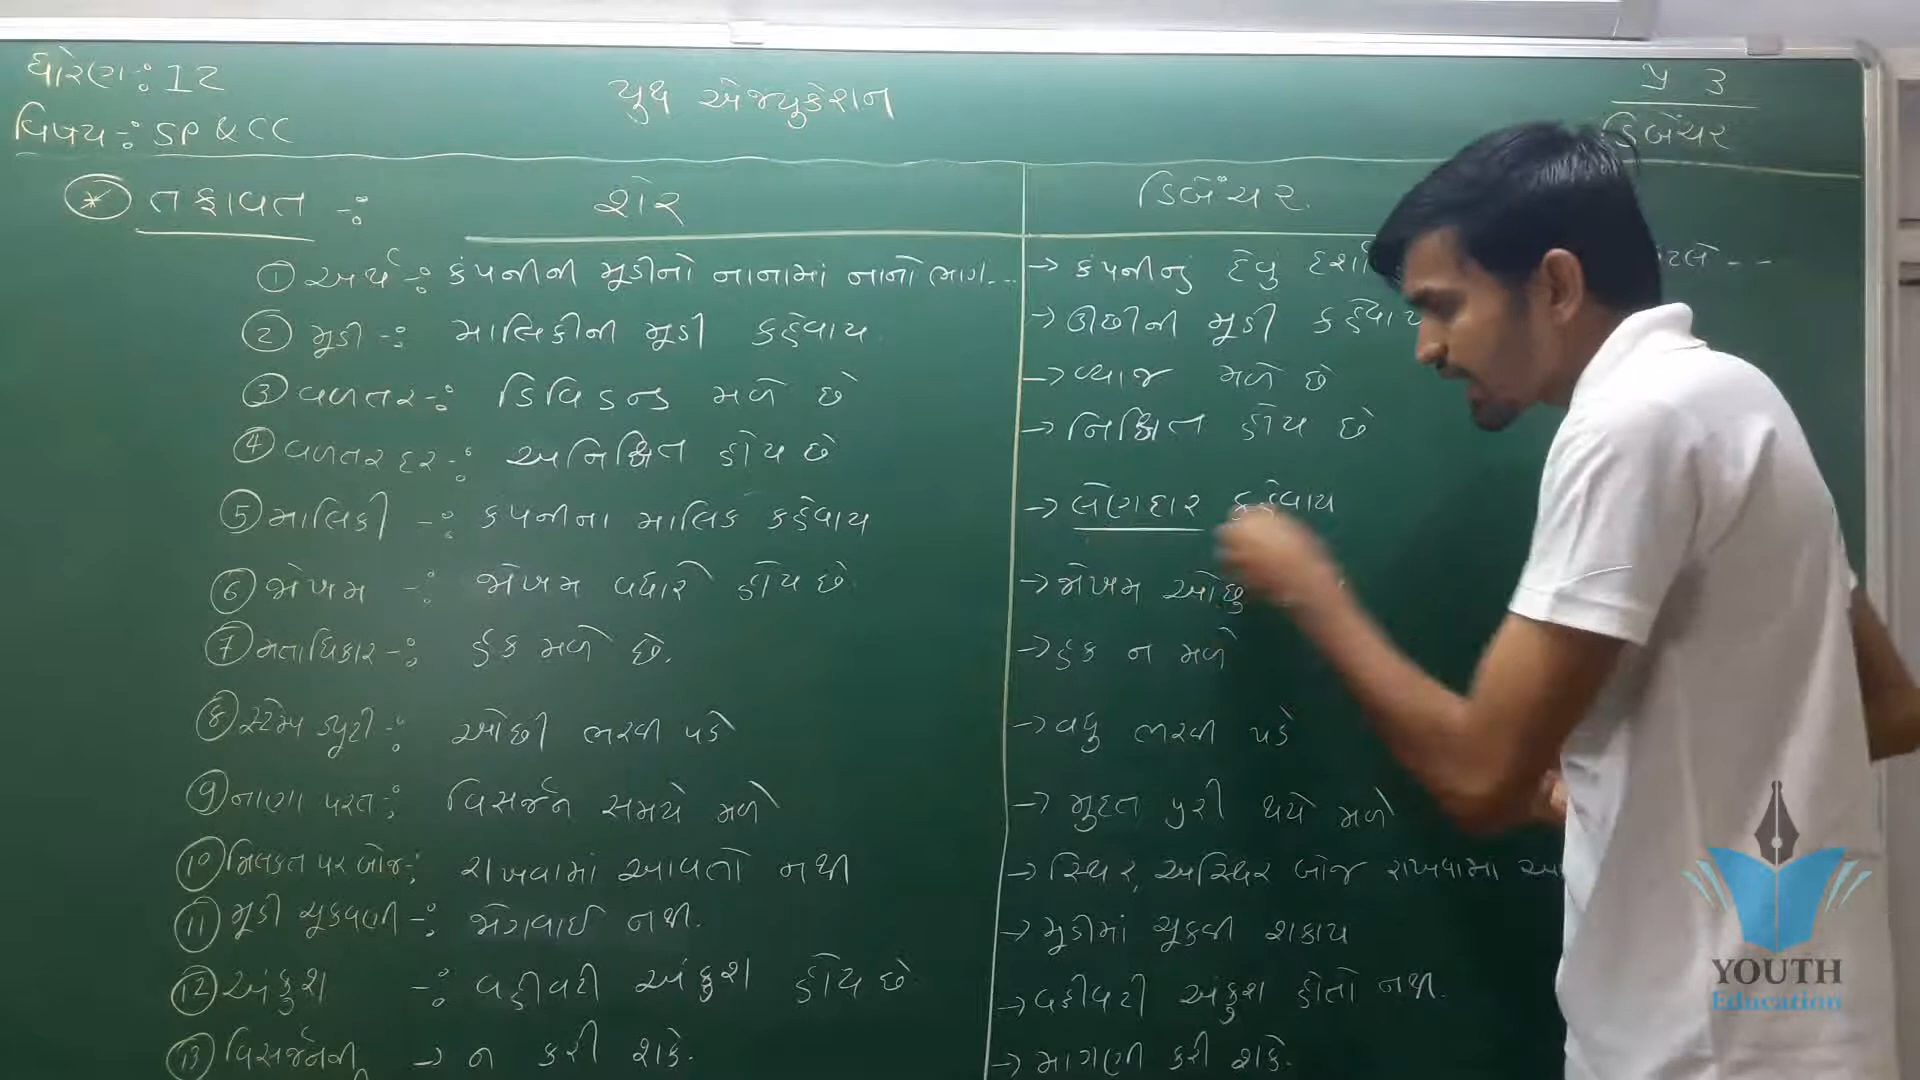 ધોરણ : 12
વિષય : SP & CC
યુથ એજ્યુકેશન
પ્ર 3
ડિબેંચર
* તફાવત :
શેર
ડિબેંચર.
① અર્થ : કંપનીની મૂડીનો નાનામાં નાનો ભાગ...
→ કંપનીનું દેવુ
② મૂડી : માલિકીની મૂડી કહેવાય
→ ઊછીની મૂડી કહેવાય
③ વળતર : ડિવિડન્ડ મળે છે
→ વ્યાજ મળે છે
④ વળતર દર : અનિશ્ચિત હોય છે
→ નિશ્ચિત હોય છે
⑤ માલિકી : કંપનીના માલિક કહેવાય
→ લેણદાર કહેવાય
⑥ જોખમ : જોખમ વધારે હોય છે
→ જોખમ ઓછુ
⑦ મતાધિકાર : હક મળે છે.
→ હક ન મળે
⑧ સ્ટેમ્પ ડ્યુટી : ઓછી ભરવી પડે
→ વધુ ભરવી પડે
⑨ નાણા પરત : વિસર્જન સમયે મળે
→ મુદત પુરી થયે મળે
⑩ મિલકત પર બોજ : રાખવામાં આવતો નથી
→ સ્થિર, અસ્થિર બોજ રાખવામા
⑪ મૂડી ચૂકવણી : જોગવાઈ નથી.
→ મૂડીમાં ચૂકવી શકાય
⑫ અંકુશ : વહીવટી અંકુશ હોય છે
→ વહીવટી અંકુશ હોતો નથી.
⑬ વિસર્જનની → ન કરી શકે.
→ માગણી કરી શકે.
YOUTH
Education